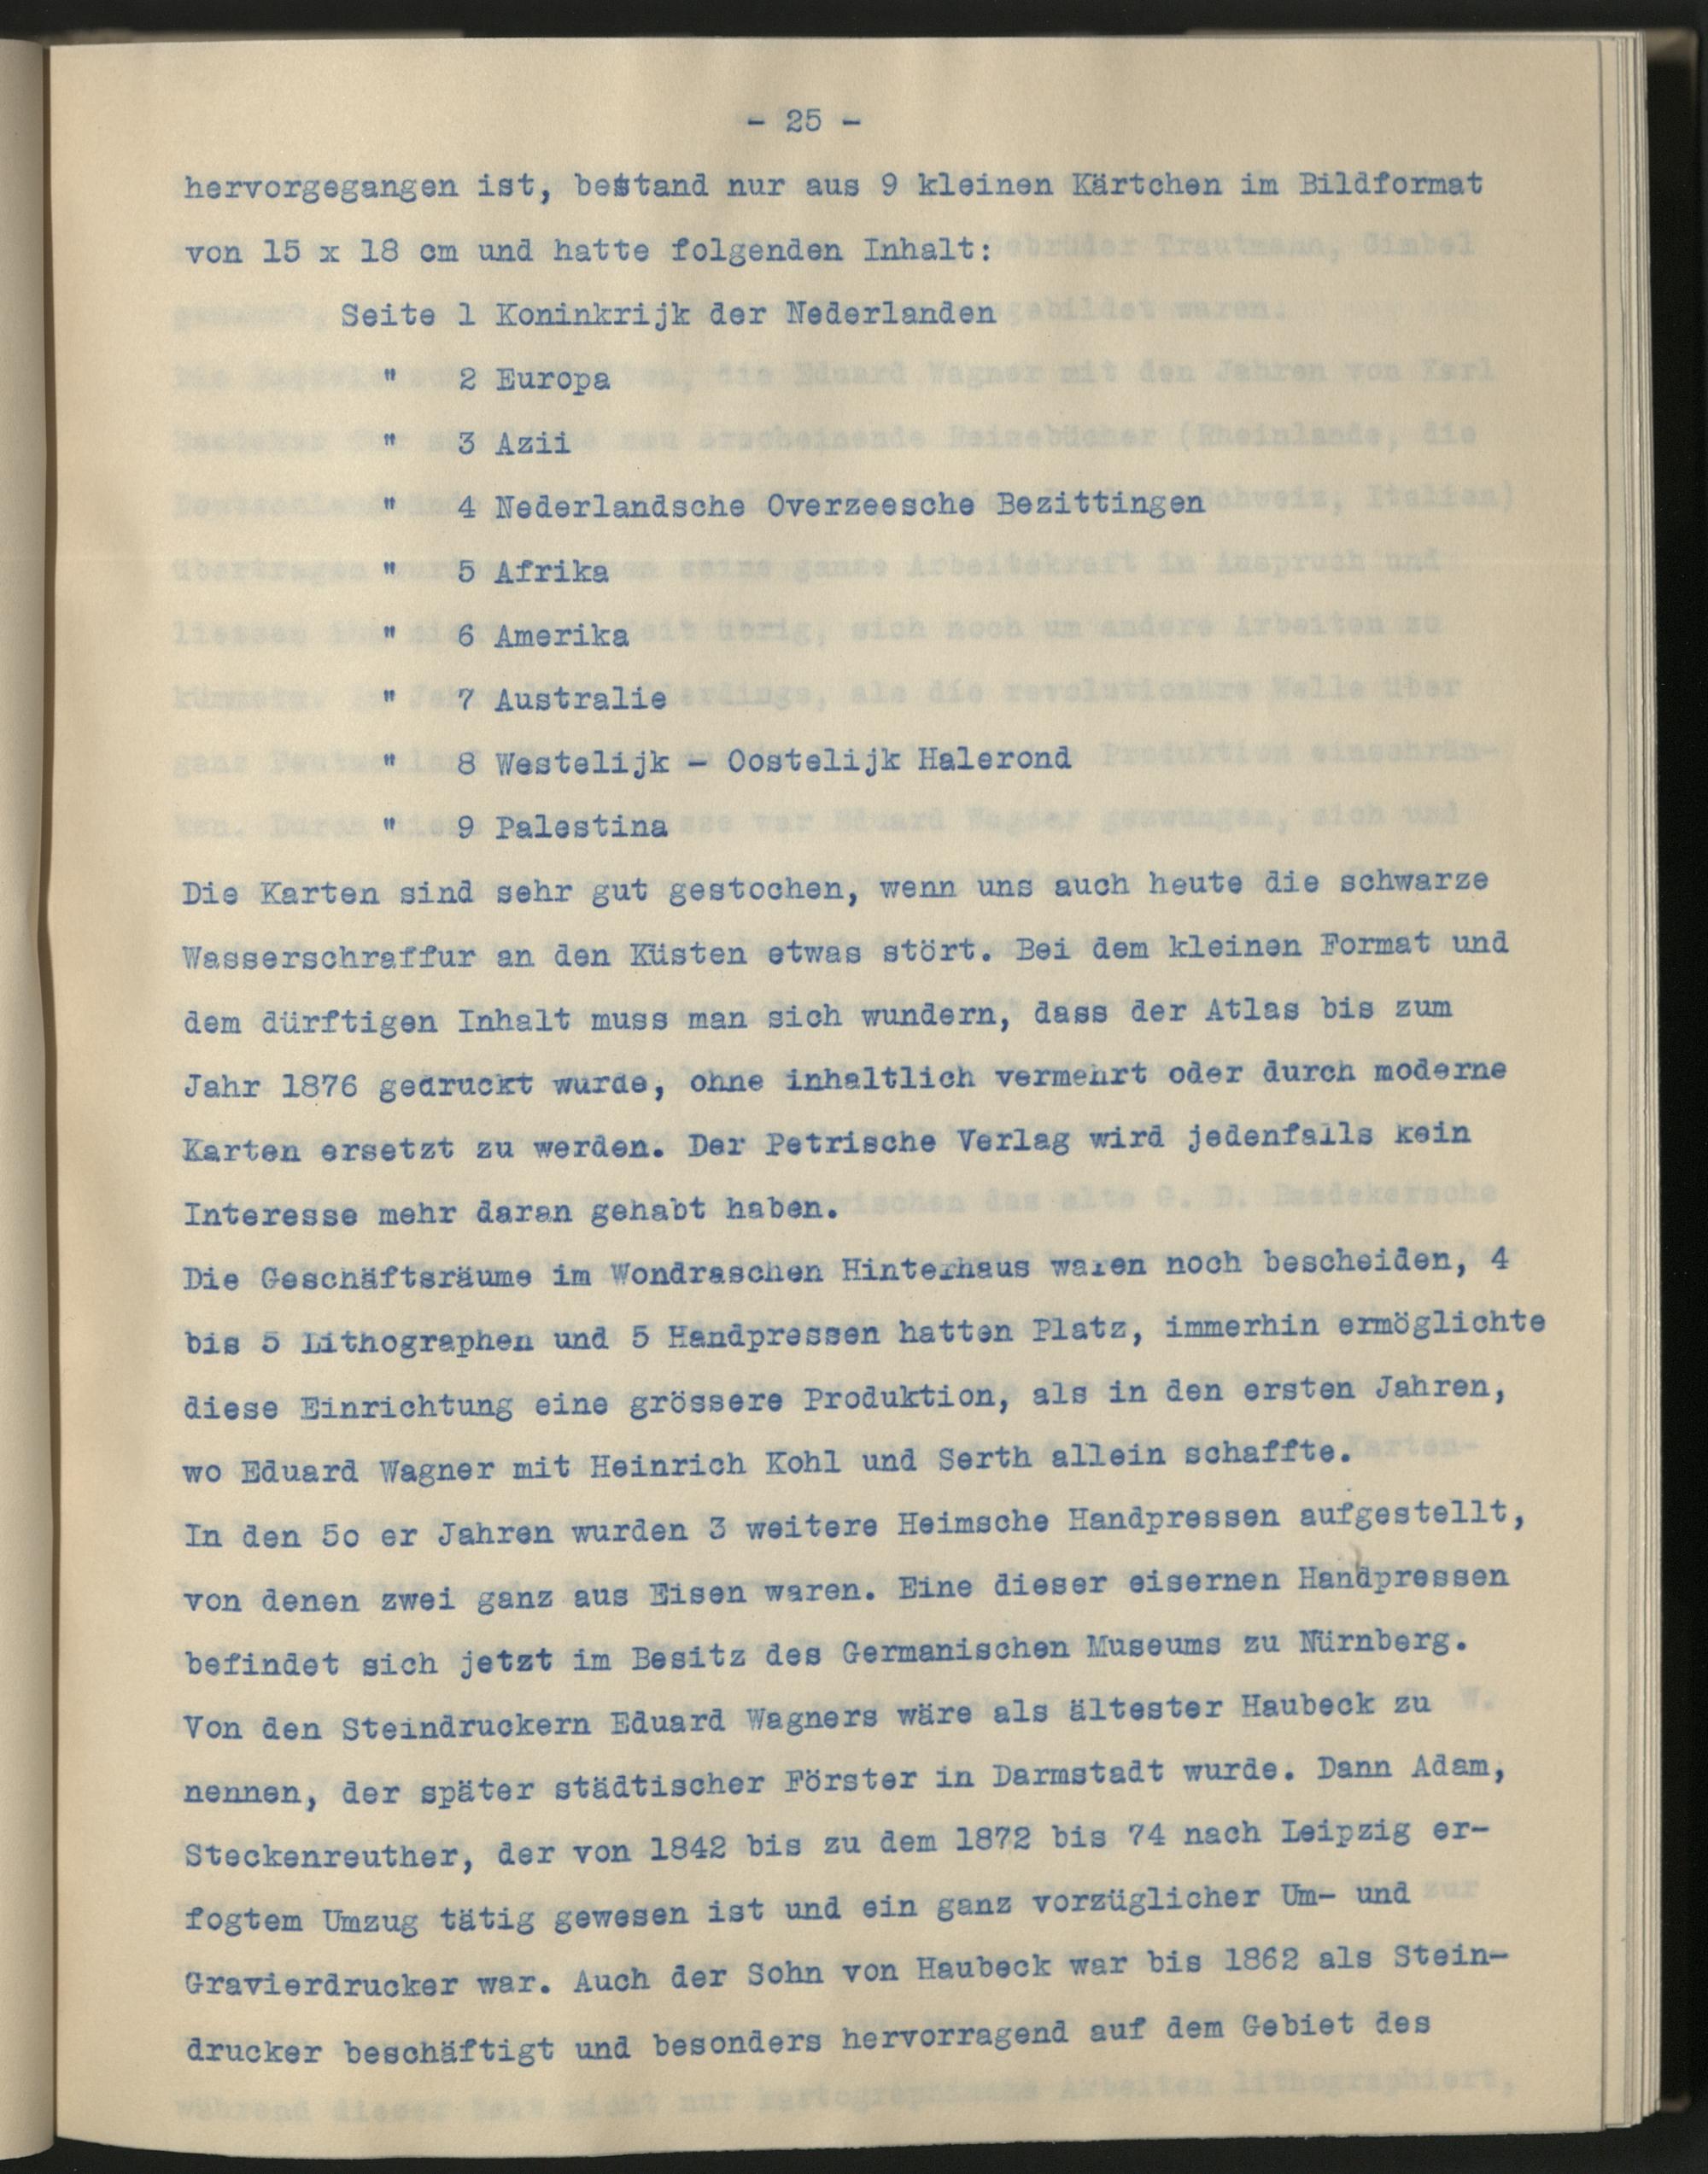 - 25 -
hervorgegangen ist, bestand nur aus 9 kleinen Kärtchen im Bildformat
von 15 x 18 cm und hatte folgenden Inhalt:
Seite 1 Koninkrijk der Nederlanden
" 2 Europa
" 3 Azii
" 4 Nederlandsche Overzeesche Bezittingen
" 5 Afrika
" 6 Amerika
" 7 Australie
" 8 Westelijk - Oostelijk Halerond
" 9 Palestina
Die Karten sind sehr gut gestochen, wenn uns auch heute die schwarze
Wasserschraffur an den Küsten etwas stört. Bei dem kleinen Format und
dem dürftigen Inhalt muss man sich wundern, dass der Atlas bis zum
Jahr 1876 gedruckt wurde, ohne inhaltlich vermehrt oder durch moderne
Karten ersetzt zu werden. Der Petrische Verlag wird jedenfalls kein
Interesse mehr daran gehabt haben.
Die Geschäftsräume im Wondraschen Hinterhaus waren noch bescheiden, 4
bis 5 Lithographen und 5 Handpressen hatten Platz, immerhin ermöglichte
diese Einrichtung eine grössere Produktion, als in den ersten Jahren,
wo Eduard Wagner mit Heinrich Kohl und Serth allein schaffte.
In den 5o er Jahren wurden 3 weitere Heimsche Handpressen aufgestellt,
von denen zwei ganz aus Eisen waren. Eine dieser eisernen Handpressen
befindet sich jetzt im Besitz des Germanischen Museums zu Nürnberg.
Von den Steindruckern Eduard Wagners wäre als ältester Haubeck zu
nennen, der später städtischer Förster in Darmstadt wurde. Dann Adam,
Steckenreuther, der von 1842 bis zu dem 1872 bis 74 nach Leipzig er-
fogtem Umzug tätig gewesen ist und ein ganz vorzüglicher Um- und
Gravierdrucker war. Auch der Sohn von Haubeck war bis 1862 als Stein-
drucker beschäftigt und besonders hervorragend auf dem Gebiet des